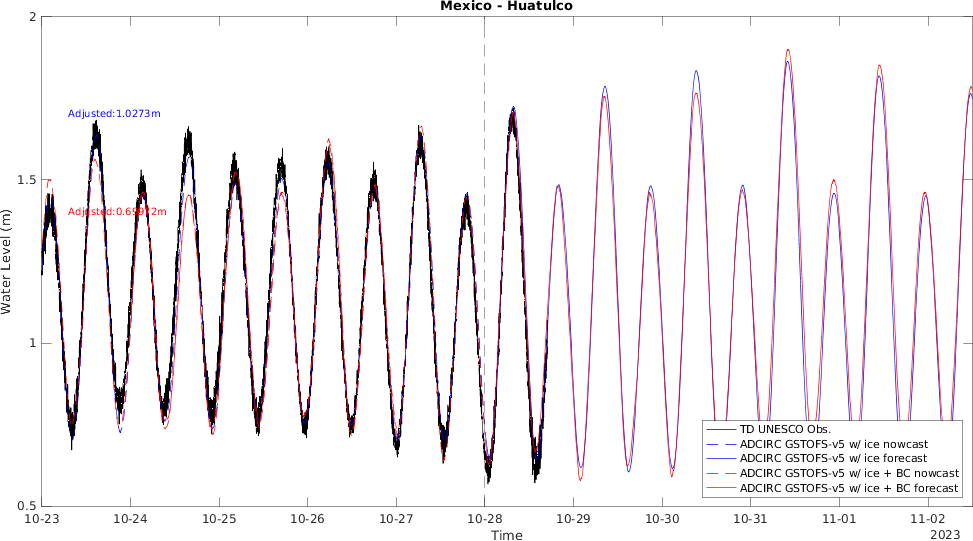 Mexico - Huatulco
2
1.5
1
0.5
Water Level (m)
Adjusted:1.0273m
Adjusted:0.69972m
TD UNESCO Obs.
ADCIRC GSTOFS-v5 w/ ice nowcast
ADCIRC GSTOFS-v5 w/ ice forecast
ADCIRC GSTOFS-v5 w/ ice + BC nowcast
ADCIRC GSTOFS-v5 w/ ice + BC forecast
10-23 10-24 10-25 10-26 10-27 10-28 10-29 10-30 10-31 11-01 11-02
Time
2023